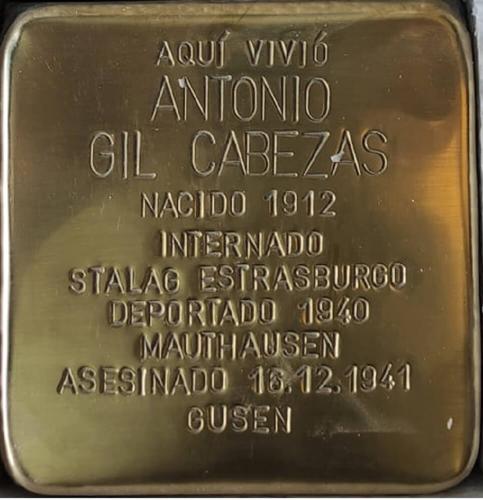 AQUÍ VIVIÓ
ANTONIO
GIL CABEZAS
NACIDO 1912
INTERNADO
STALAG ESTRASBURGO
DEPORTADO 1940
MAUTHAUSEN
ASESINADO 16.12.1941
GUSEN